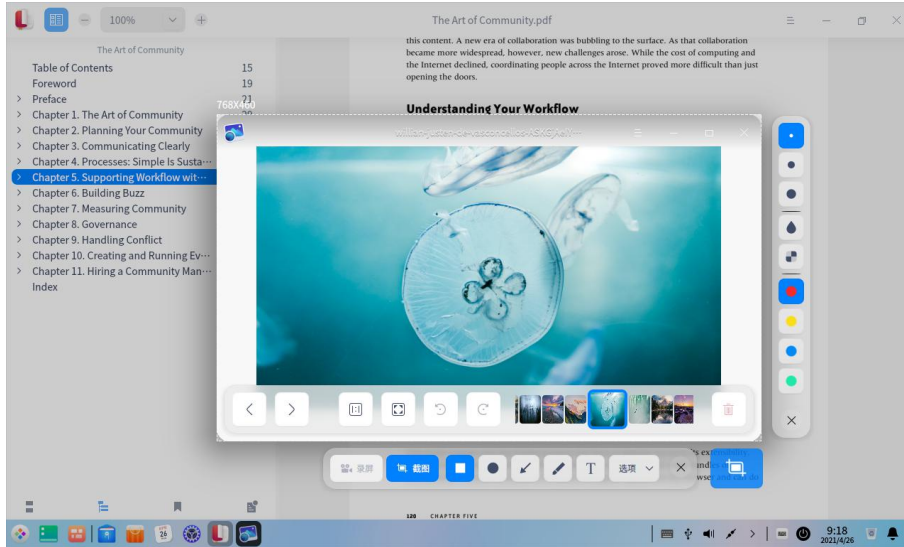 100%
The Art of Community.pdf
The Art of Community
Table of Contents 15
Foreword 19
Preface 21
Chapter 1. The Art of Community
Chapter 2. Planning Your Community
Chapter 3. Communicating Clearly
Chapter 4. Processes: Simple Is Susta···
Chapter 5. Supporting Workflow wit···
Chapter 6. Building Buzz
Chapter 7. Measuring Community
Chapter 8. Governance
Chapter 9. Handling Conflict
Chapter 10. Creating and Running Ev···
Chapter 11. Hiring a Community Man···
Index
this content. A new era of collaboration was bubbling to the surface. As that collaboration
became more widespread, however, new challenges arose. While the cost of computing and
the Internet declined, coordinating people across the Internet proved more difficult than just
opening the doors.
Understanding Your Workflow
768X460
1:1
录屏
截图
T
选项
120 CHAPTER FIVE
26
9:18
2021/4/26